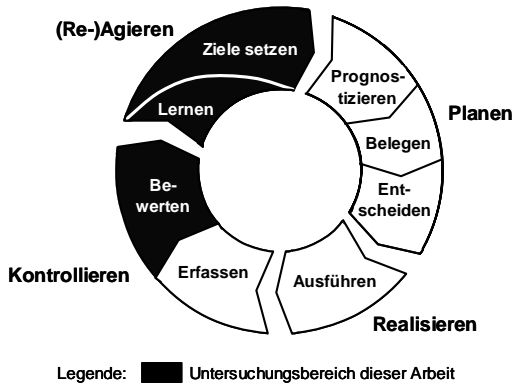 (Re-)Agieren
Ziele setzen
Lernen
Prognos-
tizieren
Belegen
Ent-
scheiden
Planen
Ausführen
Realisieren
Erfassen
Be-
werten
Kontrollieren
Legende: Untersuchungsbereich dieser Arbeit